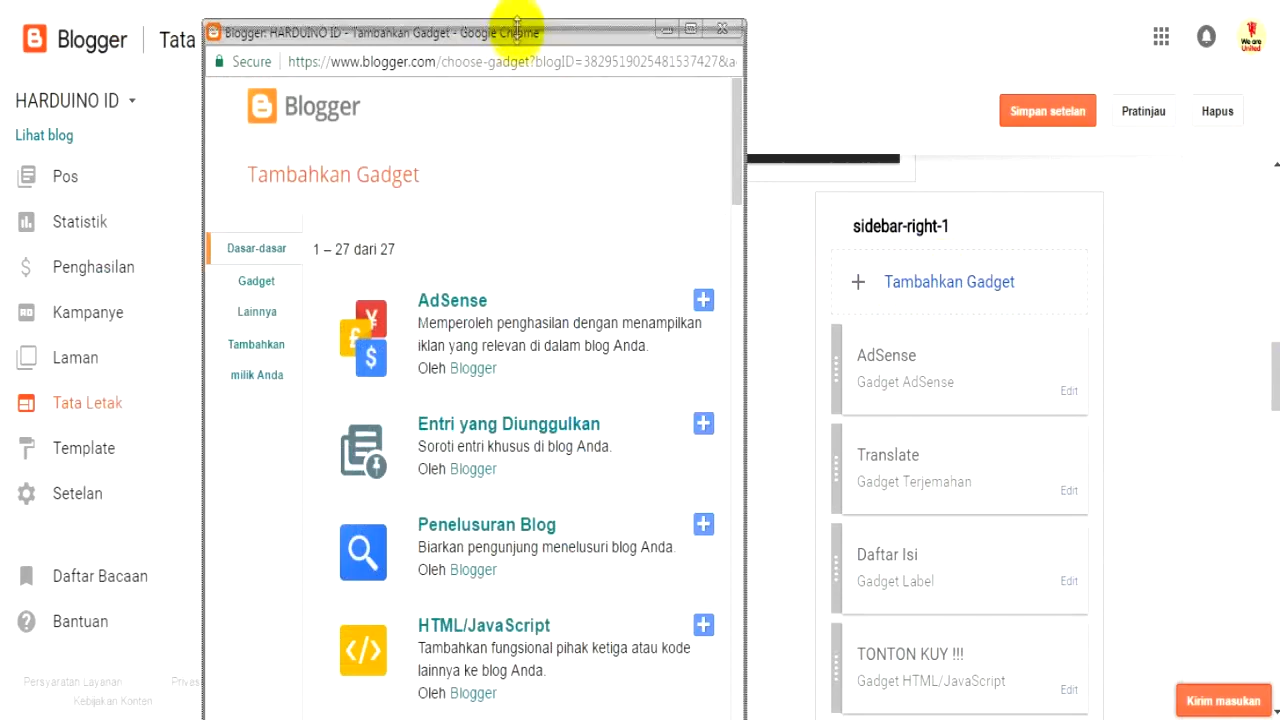 Blogger
Tata
HARDUINO ID
Lihat blog
Pos
Statistik
Penghasilan
Kampanye
Laman
Tata Letak
Template
Setelan
Daftar Bacaan
Bantuan
Persyaratan Layanan
Privas
Kebijakan Konten
Blogger: HARDUINO ID - Tambahkan Gadget - Google Chrome
Secure
http://www.blogger.com/choose-gadget?blogID=3829519025481537427&a
Blogger
Tambahkan Gadget
Dasar-dasar
Gadget
Lainnya
Tambahkan
milik Anda
1 – 27 dari 27
AdSense
Memperoleh penghasilan dengan menampilkan
iklan yang relevan di dalam blog Anda.
Oleh Blogger
Entri yang Diunggulkan
Soroti entri khusus di blog Anda.
Oleh Blogger
Penelusuran Blog
Biarkan pengunjung menelusuri blog Anda.
Oleh Blogger
HTML/JavaScript
Tambahkan fungsional pihak ketiga atau kode
lainnya ke blog Anda.
Oleh Blogger
We are
United
Simpan setelan
Pratinjau
Hapus
sidebar-right-1
Tambahkan Gadget
AdSense
Gadget AdSense
Edit
Translate
Gadget Terjemahan
Edit
Daftar Isi
Gadget Label
Edit
TONTON KUY !!!
Gadget HTML/JavaScript
Edit
Kirim masukan